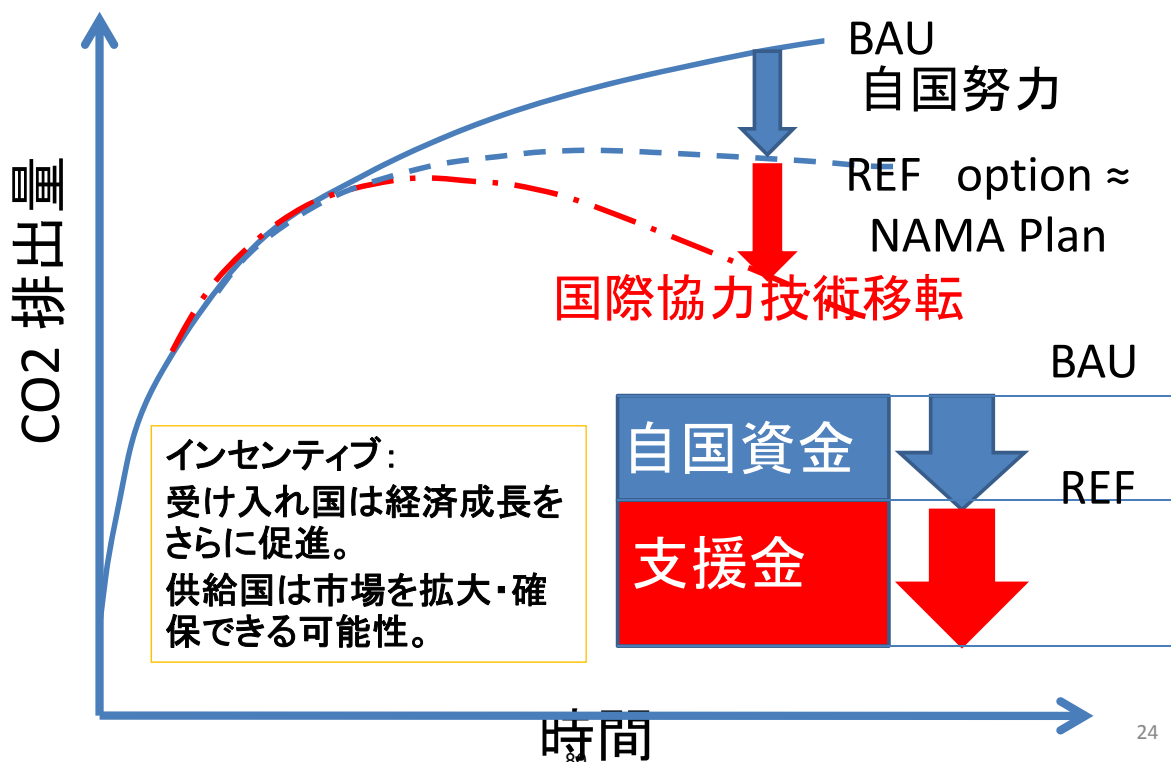 BAU
自国努力
REF option ≈
NAMA Plan
国際協力技術移転
CO2 排出量
BAU
自国資金
REF
支援金
インセンティブ:
受け入れ国は経済成長を
さらに促進。
供給国は市場を拡大・確
保できる可能性。
時間
24